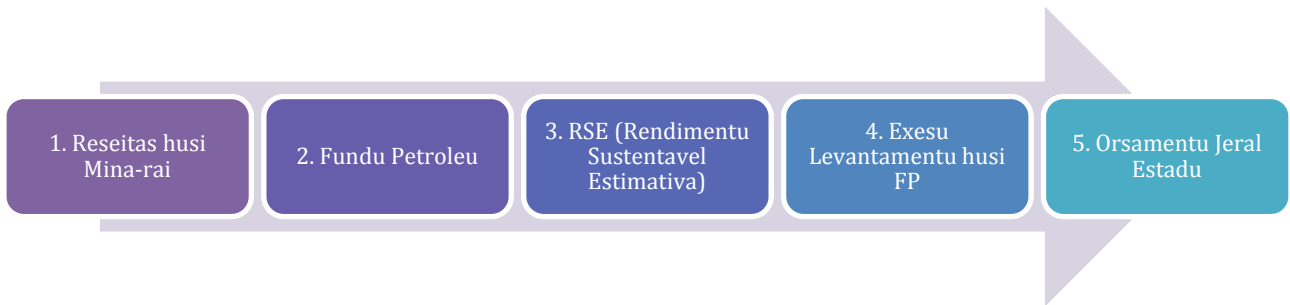 1. Reseitas husi
Mina-rai
2. Fundu Petroleu
3. RSE (Rendimentu
Sustentavel
Estimativa)
4. Exesu
Levantamentu husi
FP
5. Orsamentu Jeral
Estadu